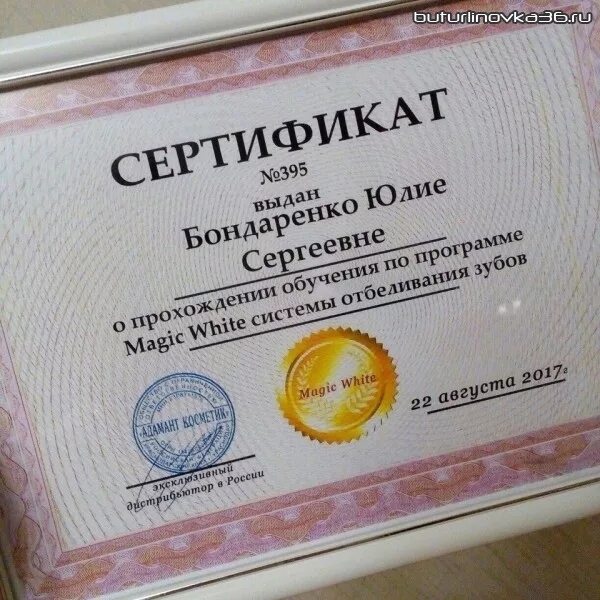 buturlinovka36.ru
СЕРТИФИКАТ
№395
выдан
Бондаренко Юлие
Сергеевне
о прохождении обучения по программе
Magic White системы отбеливания зубов
Magic White
22 августа 2017г
"АДАМАНТ КОСМЕТИК"
эксклюзивный
дистрибьютор в России